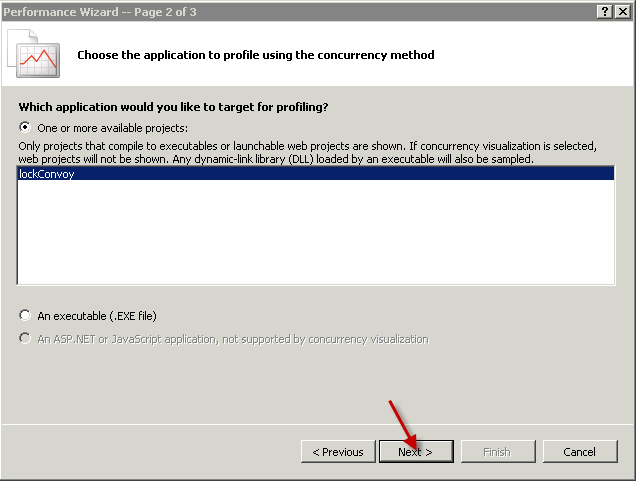 Performance Wizard -- Page 2 of 3
Choose the application to profile using the concurrency method
Which application would you like to target for profiling?
One or more available projects:
Only projects that compile to executables or launchable web projects are shown. If concurrency visualization is selected,
web projects will not be shown. Any dynamic-link library (DLL) loaded by an executable will also be sampled.
lockConvoy
An executable (.EXE file)
An ASP.NET or JavaScript application, not supported by concurrency visualization
< Previous Next > Finish Cancel